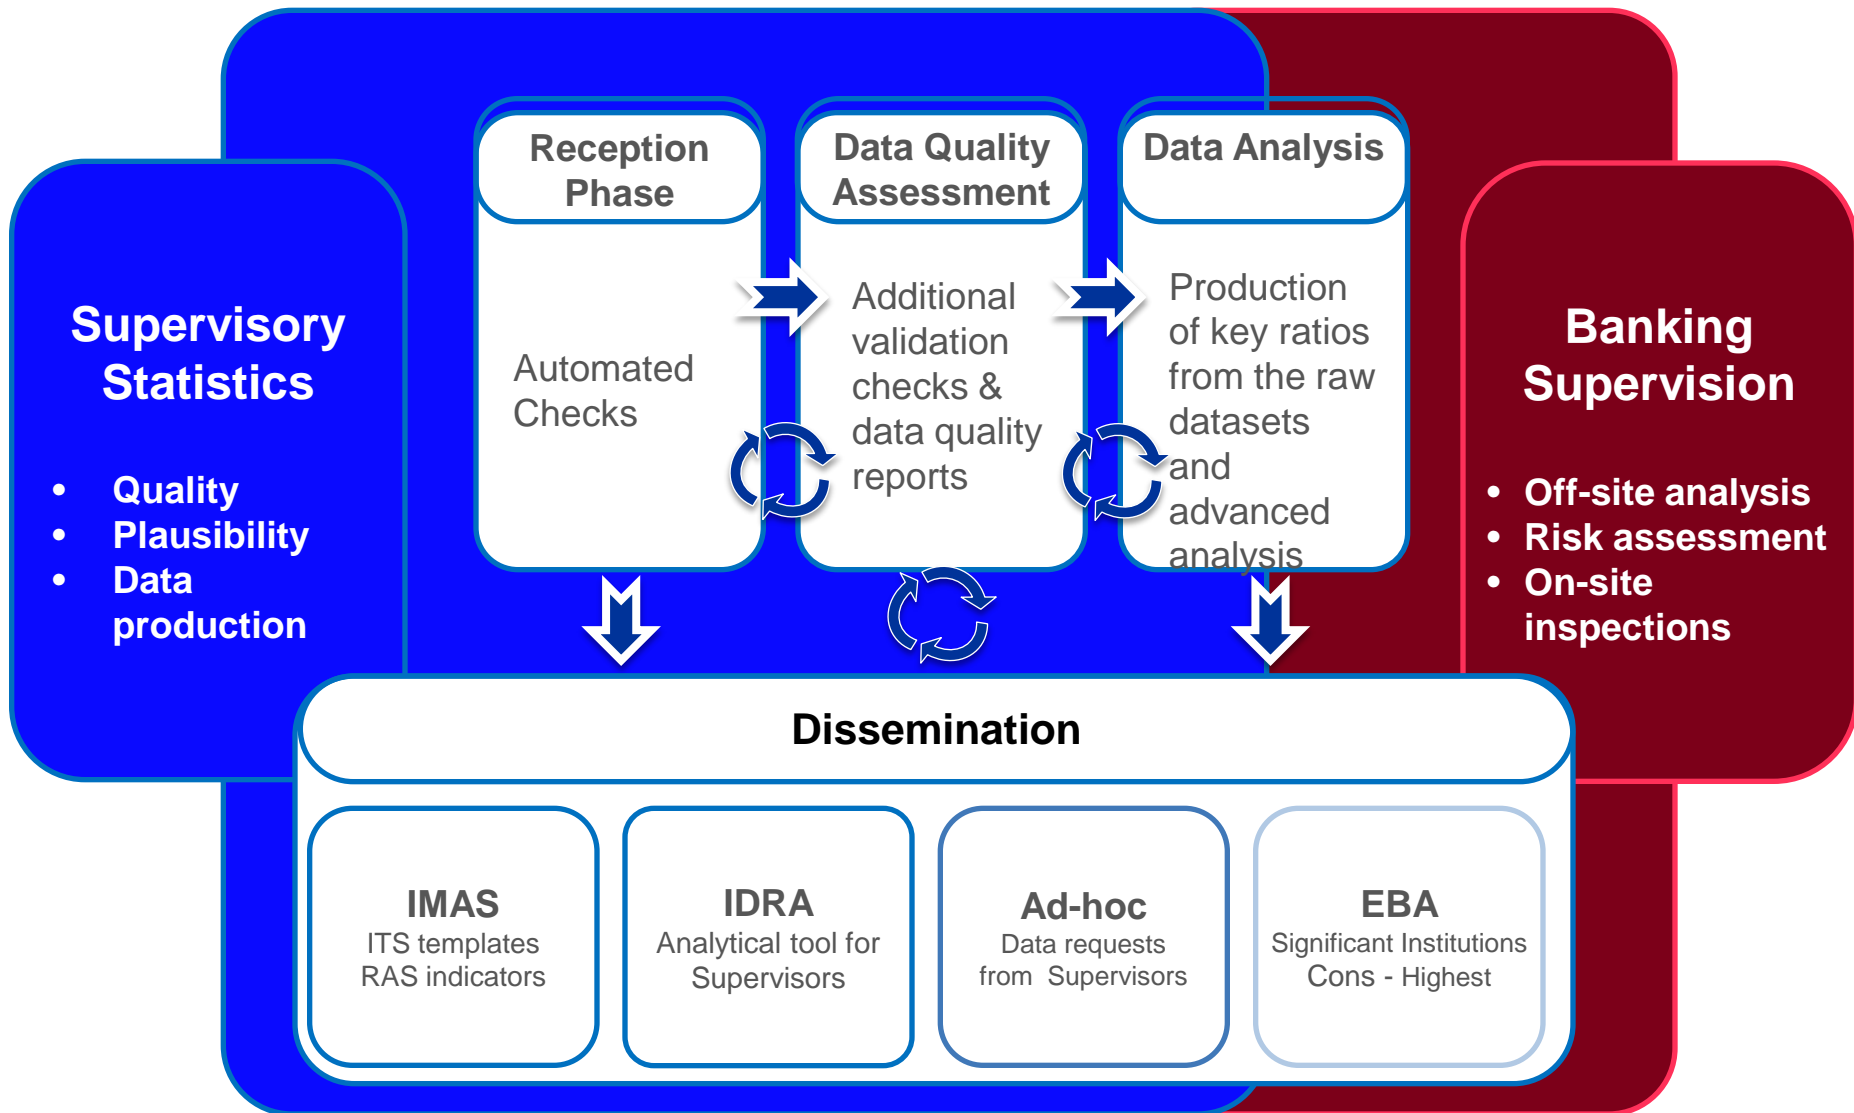 Reception
Phase
Automated
Checks
Data Quality
Assessment
Additional
validation
checks &
data quality
reports
Data Analysis
Production
of key ratios
from the raw
datasets
and
advanced
analysis
Supervisory
Statistics
• Quality
• Plausibility
• Data
production
Banking
Supervision
• Off-site analysis
• Risk assessment
• On-site
inspections
Dissemination
IMAS
ITS templates
RAS indicators
IDRA
Analytical tool for
Supervisors
Ad-hoc
Data requests
from Supervisors
EBA
Significant Institutions
Cons - Highest